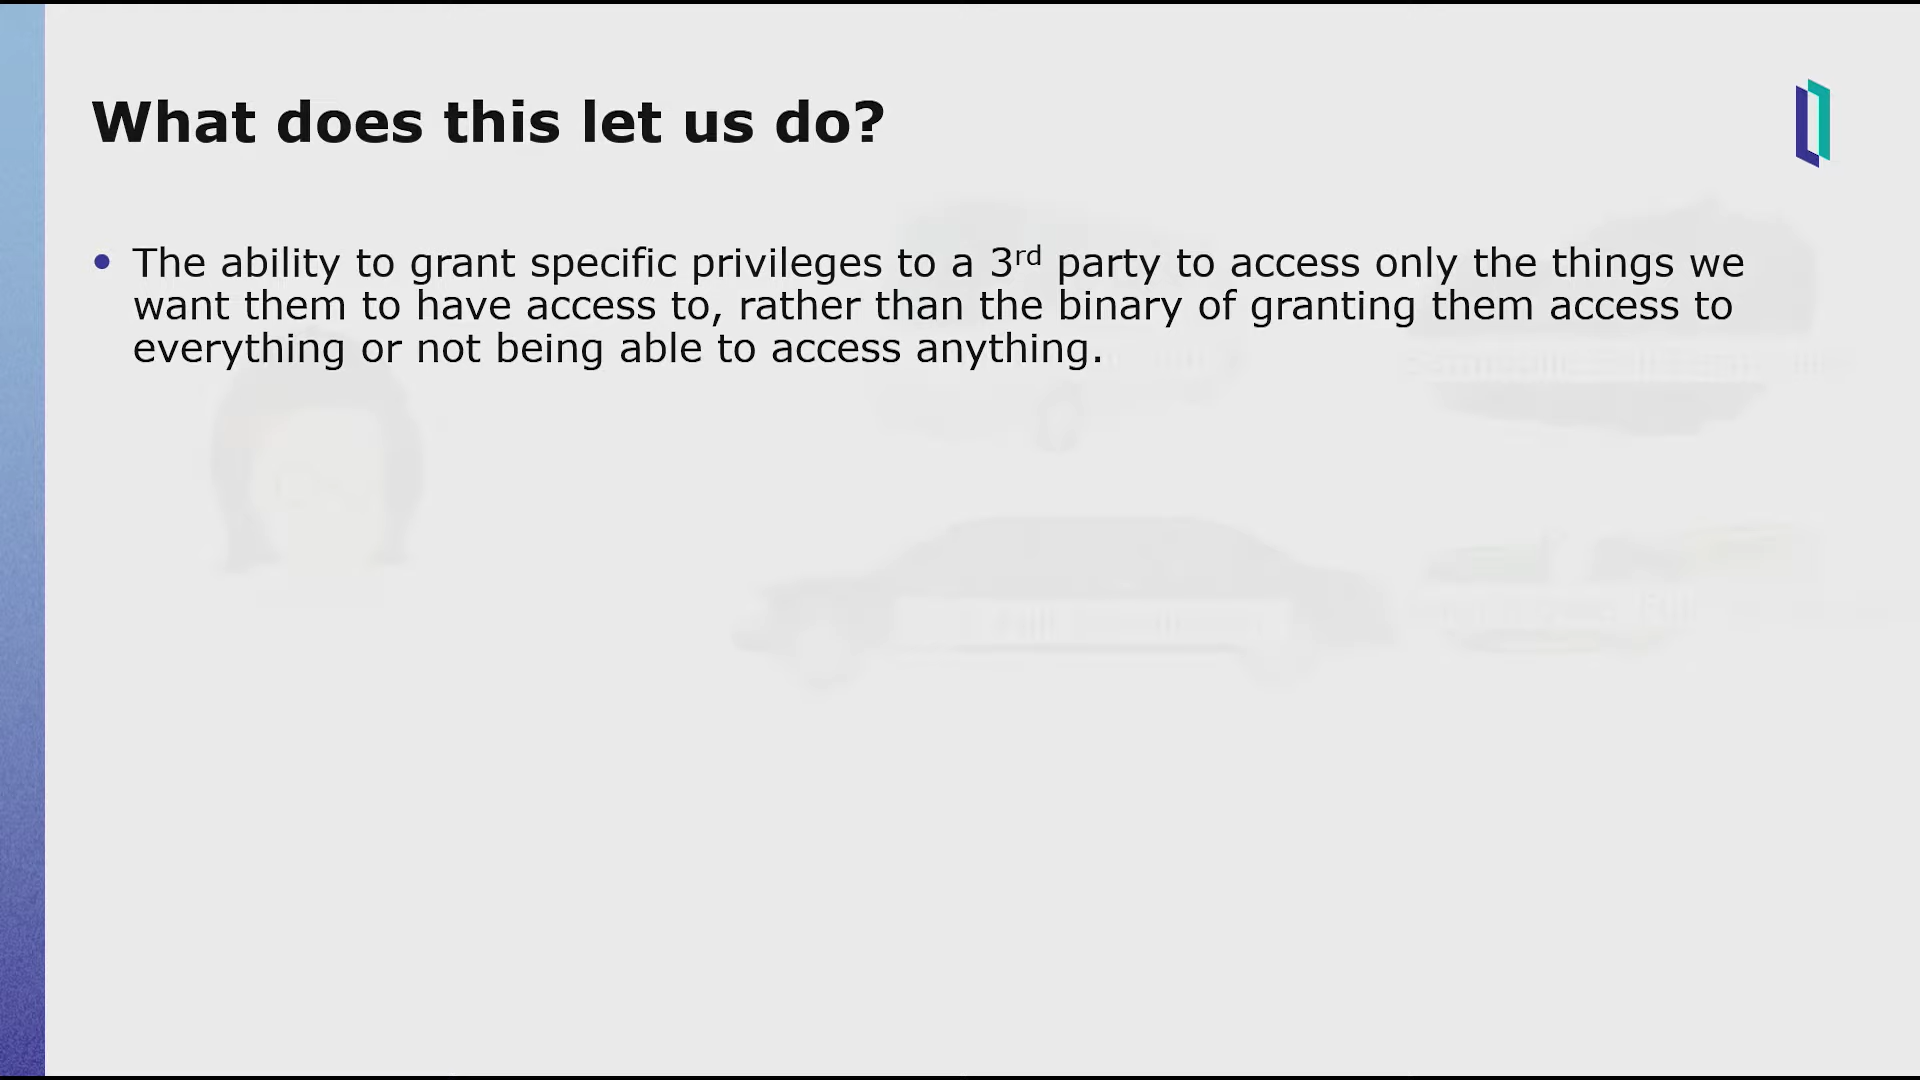 What does this let us do?
• The ability to grant specific privileges to a 3rd party to access only the things we
want them to have access to, rather than the binary of granting them access to
everything or not being able to access anything.